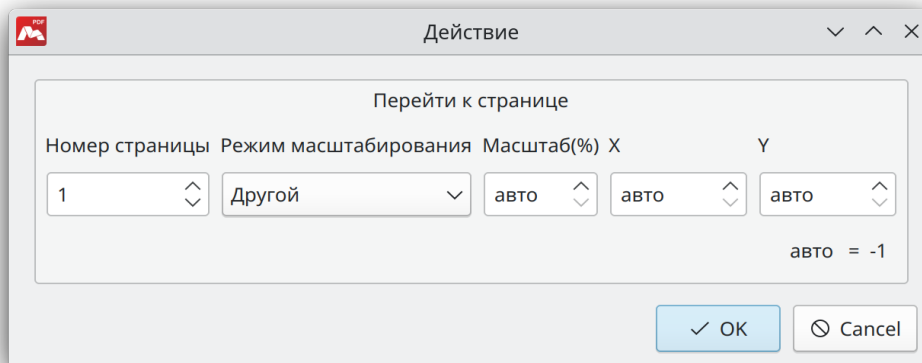 PDF
Действие
Перейти к странице
Номер страницы Режим масштабирования Масштаб(%) X Y
1 Другой авто авто авто
авто = -1
OK Cancel